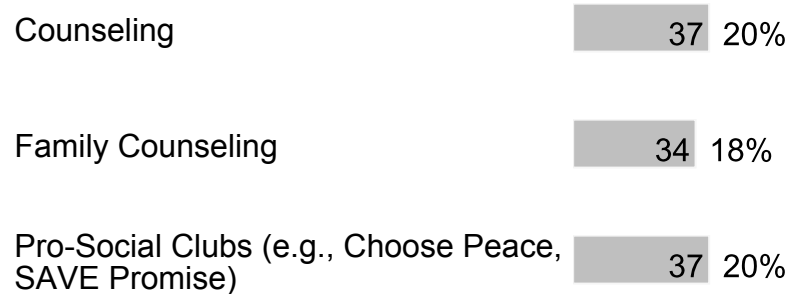 Counseling 37 20%
Family Counseling 34 18%
Pro-Social Clubs (e.g., Choose Peace,
SAVE Promise) 37 20%